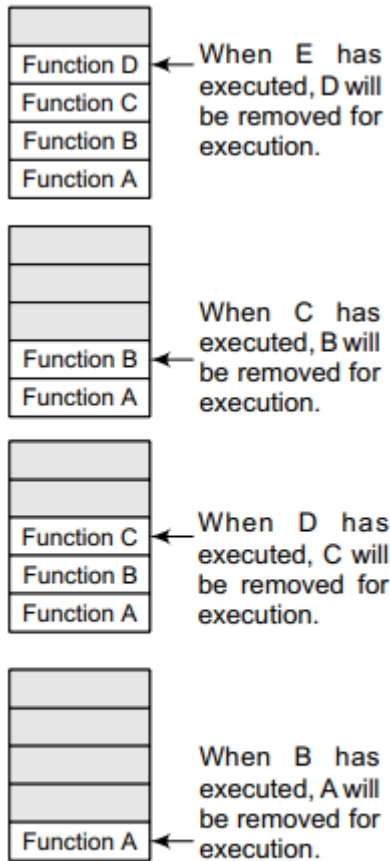 Function D
Function C
Function B
Function A
When E has
executed, D will
be removed for
execution.
Function B
Function A
When C has
executed, B will
be removed for
execution.
Function C
Function B
Function A
When D has
executed, C will
be removed for
execution.
Function A
When B has
executed, A will
be removed for
execution.